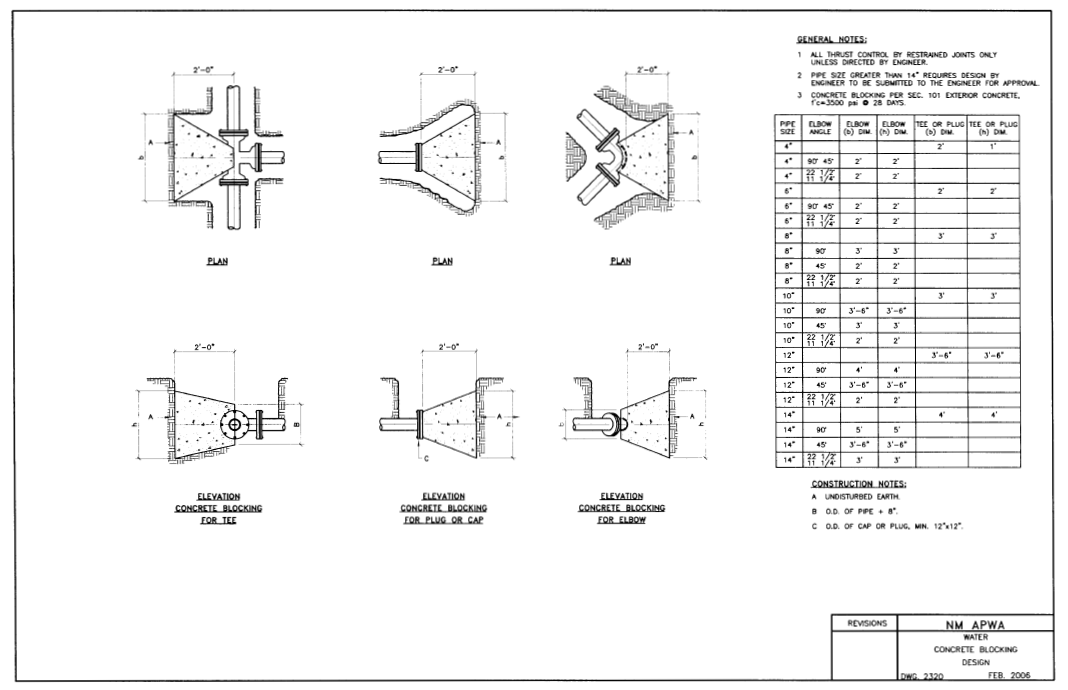 GENERAL NOTES:
1 ALL THRUST CONTROL BY RESTRAINED JOINTS ONLY
UNLESS DIRECTED BY ENGINEER.
2 PIPE SIZE GREATER THAN 14" REQUIRES DESIGN BY
ENGINEER TO BE SUBMITTED TO THE ENGINEER FOR APPROVAL.
3 CONCRETE BLOCKING PER SEC. 101 EXTERIOR CONCRETE,
f'c=3500 psi @ 28 DAYS.
2'-0" 2'-0" 2'-0"
A b A b A b
PLAN PLAN PLAN
2'-0" 2'-0" 2'-0"
A h B A h C b A h
ELEVATION
CONCRETE BLOCKING
FOR TEE
ELEVATION
CONCRETE BLOCKING
FOR PLUG OR CAP
ELEVATION
CONCRETE BLOCKING
FOR ELBOW
PIPE SIZE ELBOW ANGLE ELBOW (b) DIM. ELBOW (h) DIM. TEE OR PLUG (b) DIM. TEE OR PLUG (h) DIM.
4" 2' 1'
4" 90° 45° 2' 2'
4" 22 1/2° 11 1/4° 2' 2'
6" 2' 2'
6" 90° 45° 2' 2'
6" 22 1/2° 11 1/4° 2' 2'
8" 3' 3'
8" 90° 3' 3'
8" 45° 2' 2'
8" 22 1/2° 11 1/4° 2' 2'
10" 3' 3'
10" 90° 3'-6" 3'-6"
10" 45° 3' 3'
10" 22 1/2° 11 1/4° 2' 2'
12" 3'-6" 3'-6"
12" 90° 4' 4'
12" 45° 3'-6" 3'-6"
12" 22 1/2° 11 1/4° 2' 2'
14" 4' 4'
14" 90° 5' 5'
14" 45° 3'-6" 3'-6"
14" 22 1/2° 11 1/4° 3' 3'
CONSTRUCTION NOTES:
A UNDISTURBED EARTH.
B O.D. OF PIPE + 8".
C O.D. OF CAP OR PLUG, MIN. 12"x12".
REVISIONS
NM APWA
WATER
CONCRETE BLOCKING
DESIGN
DWG. 2320 FEB. 2006